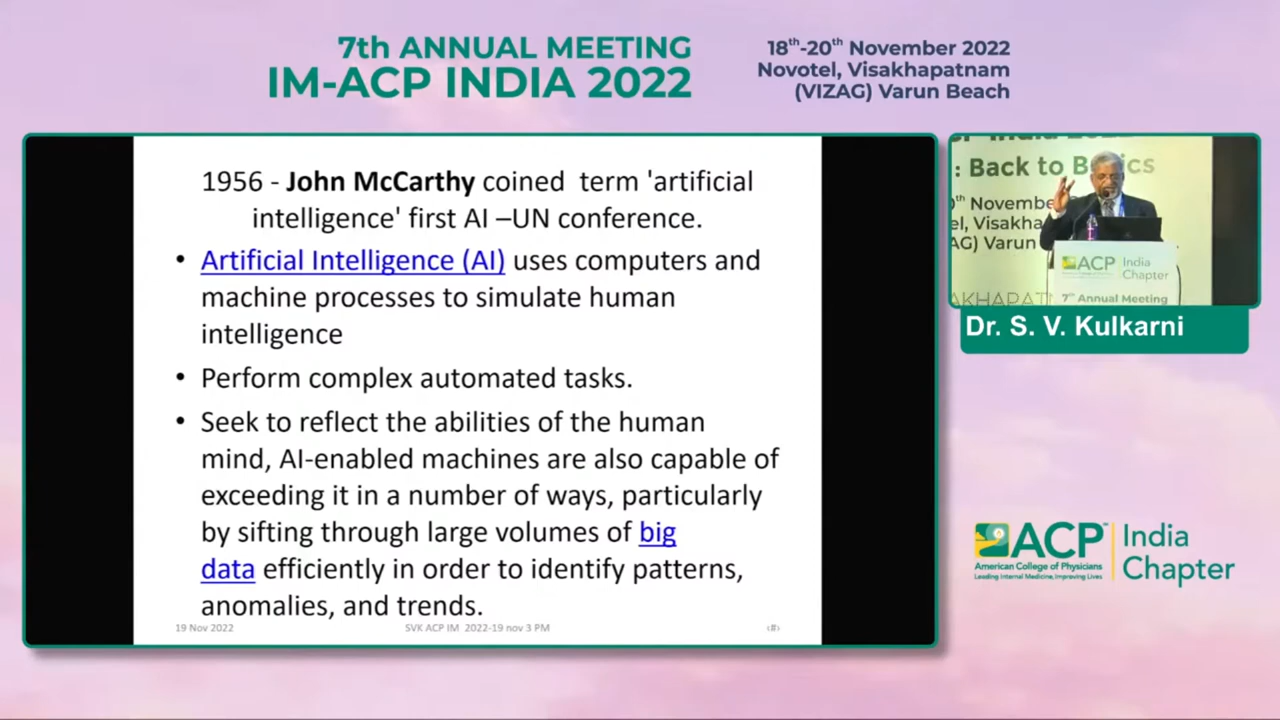 7th ANNUAL MEETING
IM-ACP INDIA 2022
18th-20th November 2022
Novotel, Visakhapatnam
(VIZAG) Varun Beach
1956 - John McCarthy coined term 'artificial
intelligence' first AI –UN conference.
• Artificial Intelligence (AI) uses computers and
machine processes to simulate human
intelligence
• Perform complex automated tasks.
• Seek to reflect the abilities of the human
mind, AI-enabled machines are also capable of
exceeding it in a number of ways, particularly
by sifting through large volumes of big
data efficiently in order to identify patterns,
anomalies, and trends.
19 Nov 2022
SVK ACP IM 2022-19 nov 3 PM
‹#›
: Back to
Varun
ACP India
Chapter
7th Annual Meeting
Dr. S. V. Kulkarni
ACP India
American College of Physicians Chapter
Leading Internal Medicine, Improving Lives